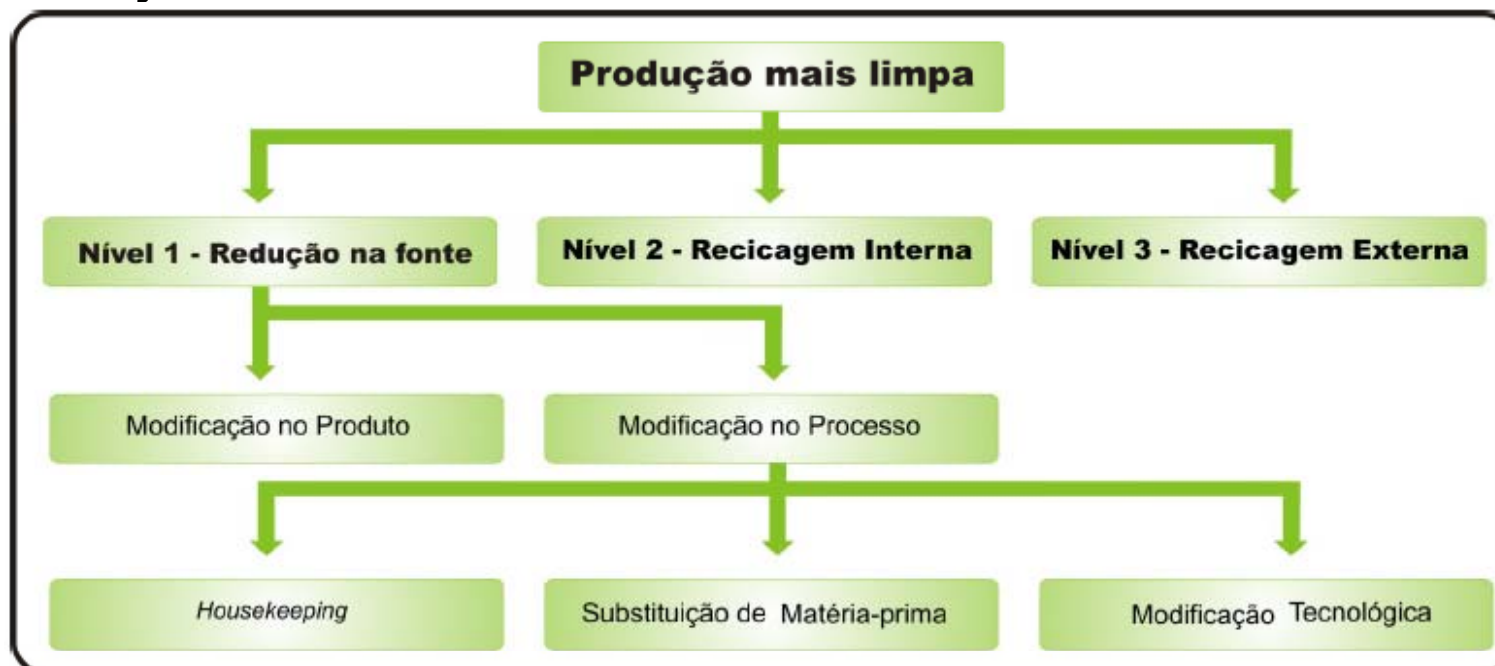 Produção mais limpa
Nível 1 - Redução na fonte
Nível 2 - Recicagem Interna
Nível 3 - Recicagem Externa
Modificação no Produto
Modificação no Processo
Housekeeping
Substituição de Matéria-prima
Modificação Tecnológica